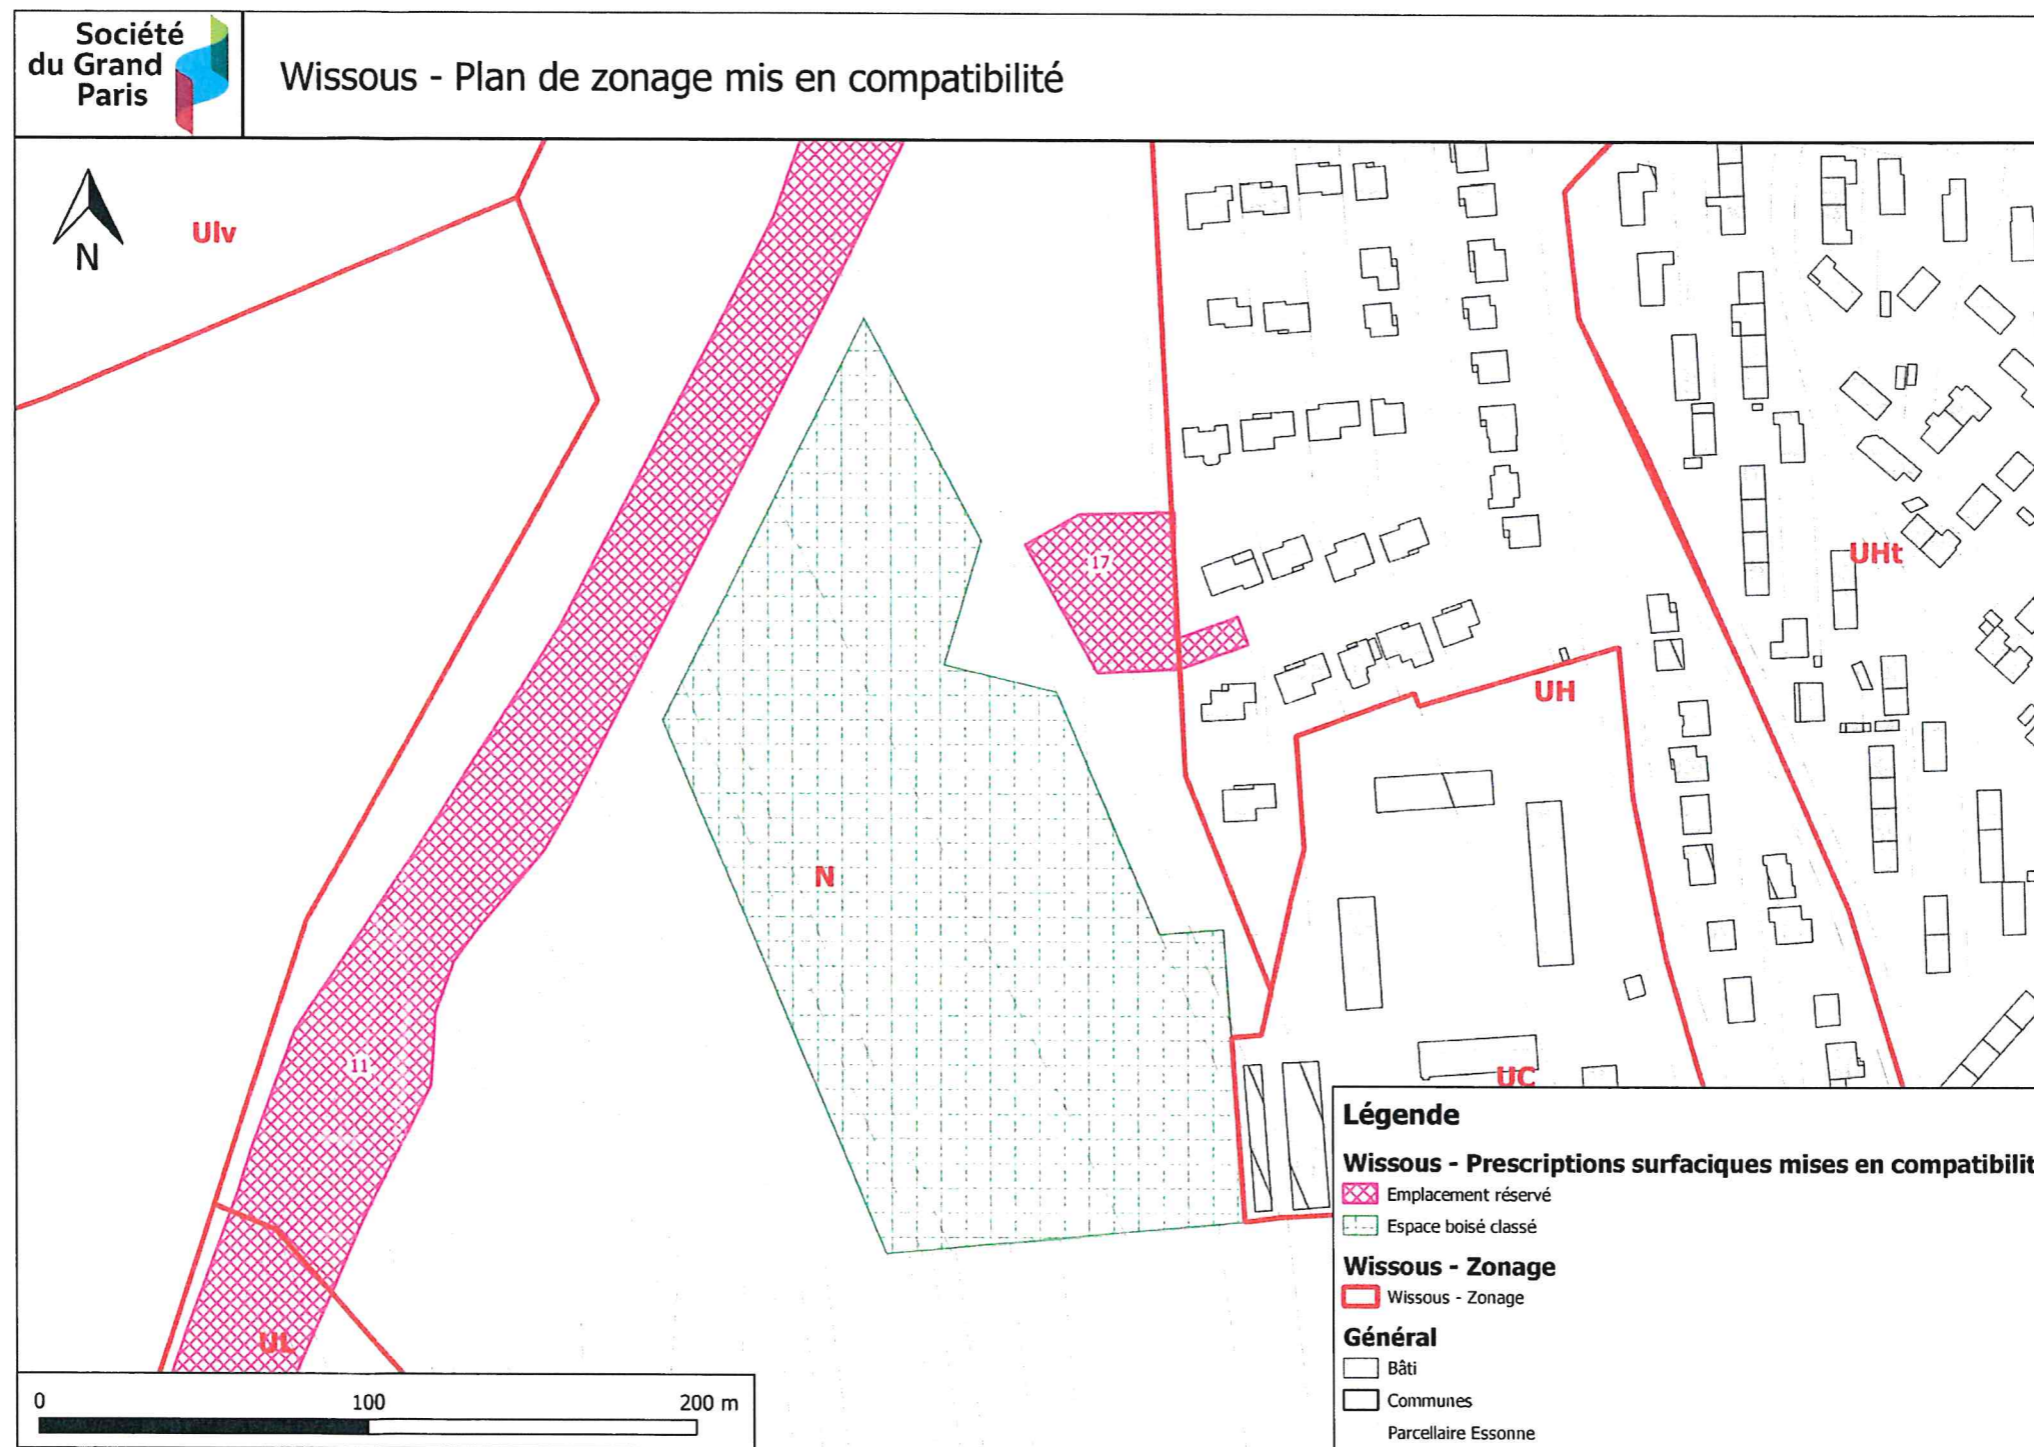 Société
du Grand
Paris
Wissous - Plan de zonage mis en compatibilité
N
Ulv
17
UHt
UH
N
11
UC
UL
Légende
Wissous - Prescriptions surfaciques mises en compatibilit
Emplacement réservé
Espace boisé classé
Wissous - Zonage
Wissous - Zonage
Général
Bâti
Communes
Parcellaire Essonne
0 100 200 m